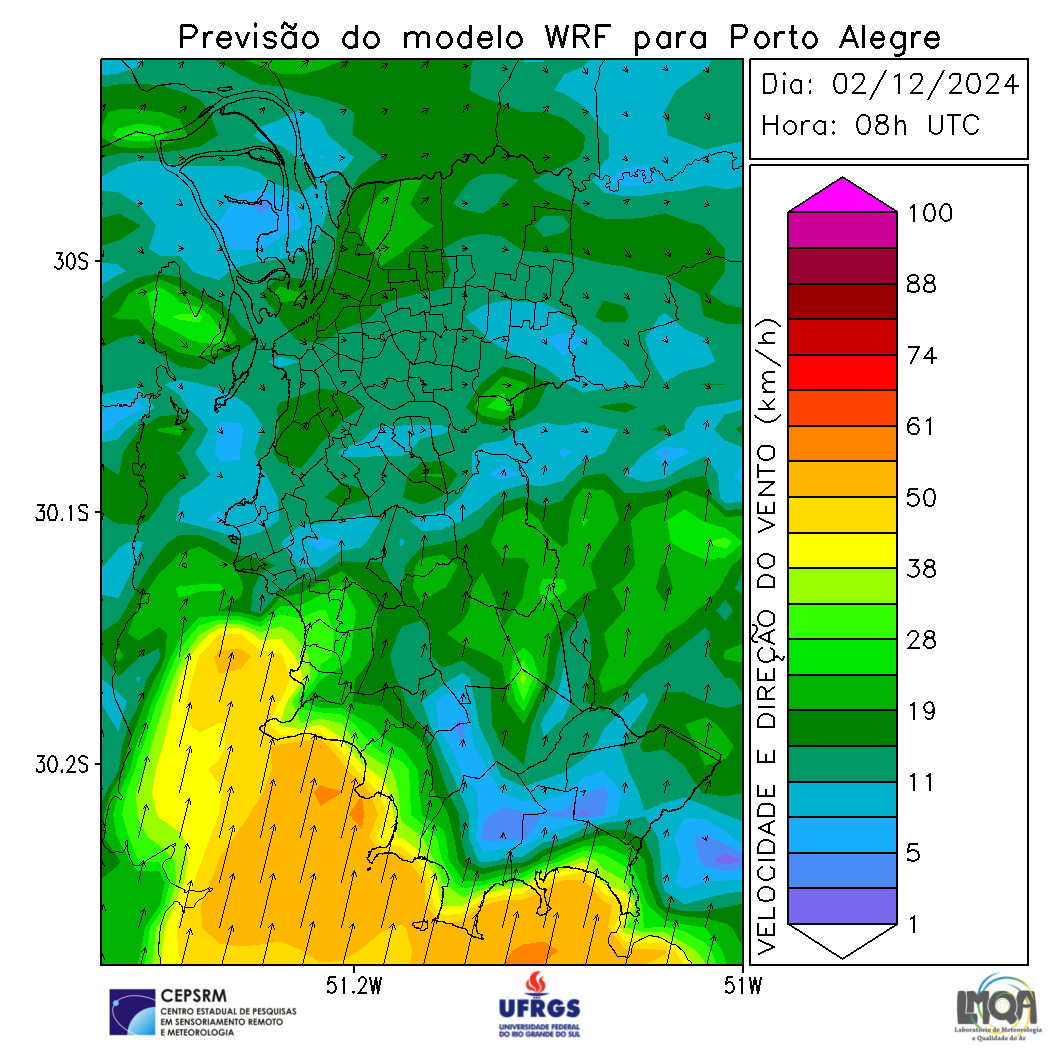 Previsão do modelo WRF para Porto Alegre
Dia: 02/12/2024
Hora: 08h UTC
30S
30.1S
30.2S
51.2W
51W
VELOCIDADE E DIREÇÃO DO VENTO (km/h)
100
88
74
61
50
38
28
19
11
5
1
CEPSRM
CENTRO ESTADUAL DE PESQUISAS
EM SENSORIAMENTO REMOTO
E METEOROLOGIA
UFRGS
UNIVERSIDADE FEDERAL
DO RIO GRANDE DO SUL
LMQA
Laboratório de Meteorologia
e Qualidade do Ar